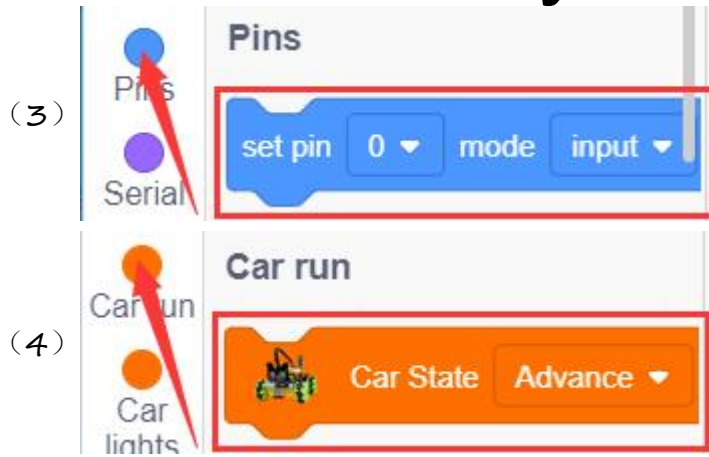 Pins
Pins
（3）
set pin 0 mode input
Serial
Car run
Car run
（4）
Car State Advance
Car
lights